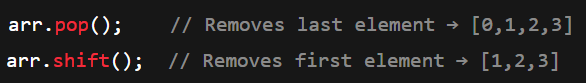 arr.pop();     // Removes last element → [0,1,2,3]
arr.shift();  // Removes first element → [1,2,3]